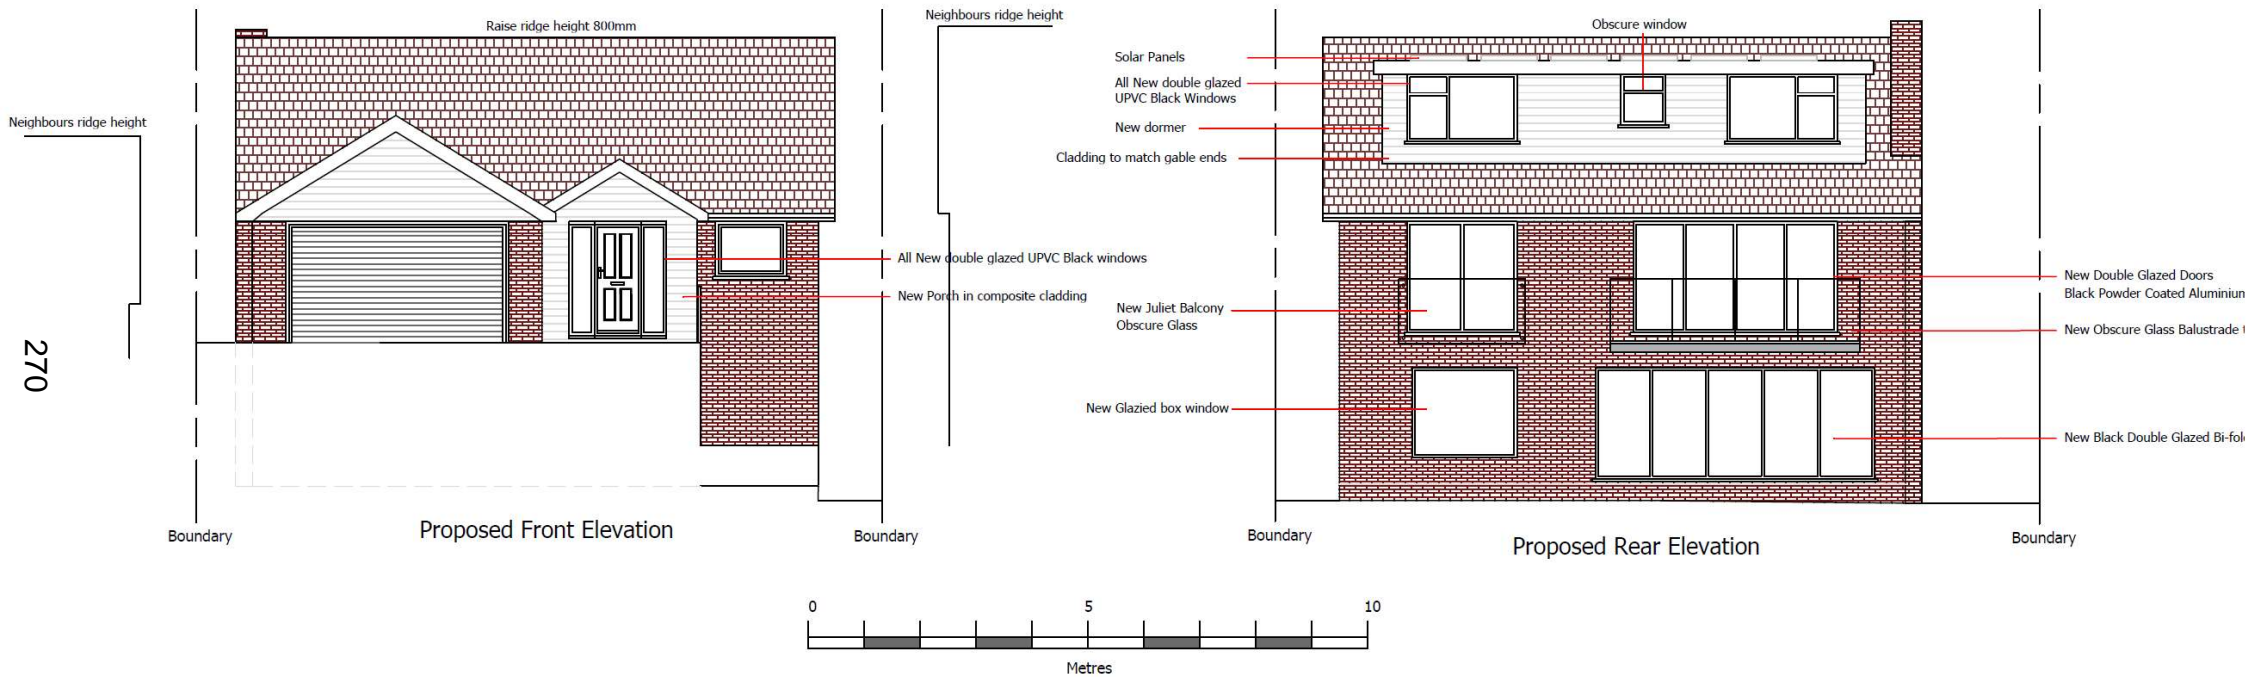 Raise ridge height 800mm
Neighbours ridge height
Neighbours ridge height
All New double glazed UPVC Black windows
New Porch in composite cladding
270
Boundary
Proposed Front Elevation
Boundary
Obscure window
Solar Panels
All New double glazed
UPVC Black Windows
New dormer
Cladding to match gable ends
New Juliet Balcony
Obscure Glass
New Glazied box window
New Double Glazed Doors
Black Powder Coated Aluminium
New Obscure Glass Balustrade
New Black Double Glazed
Boundary
Proposed Rear Elevation
Boundary
0
5
10
Metres